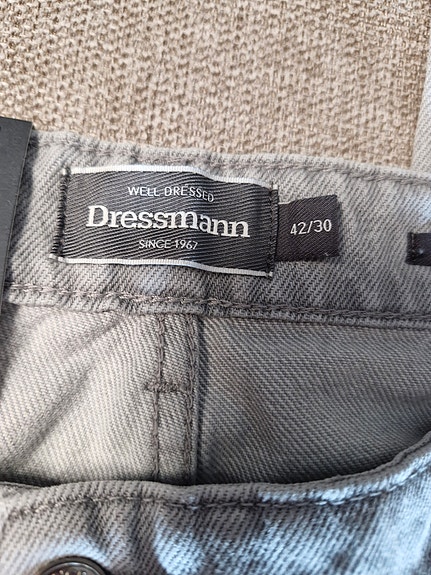 WELL DRESSED
Dressmann
SINCE 1967
42/30